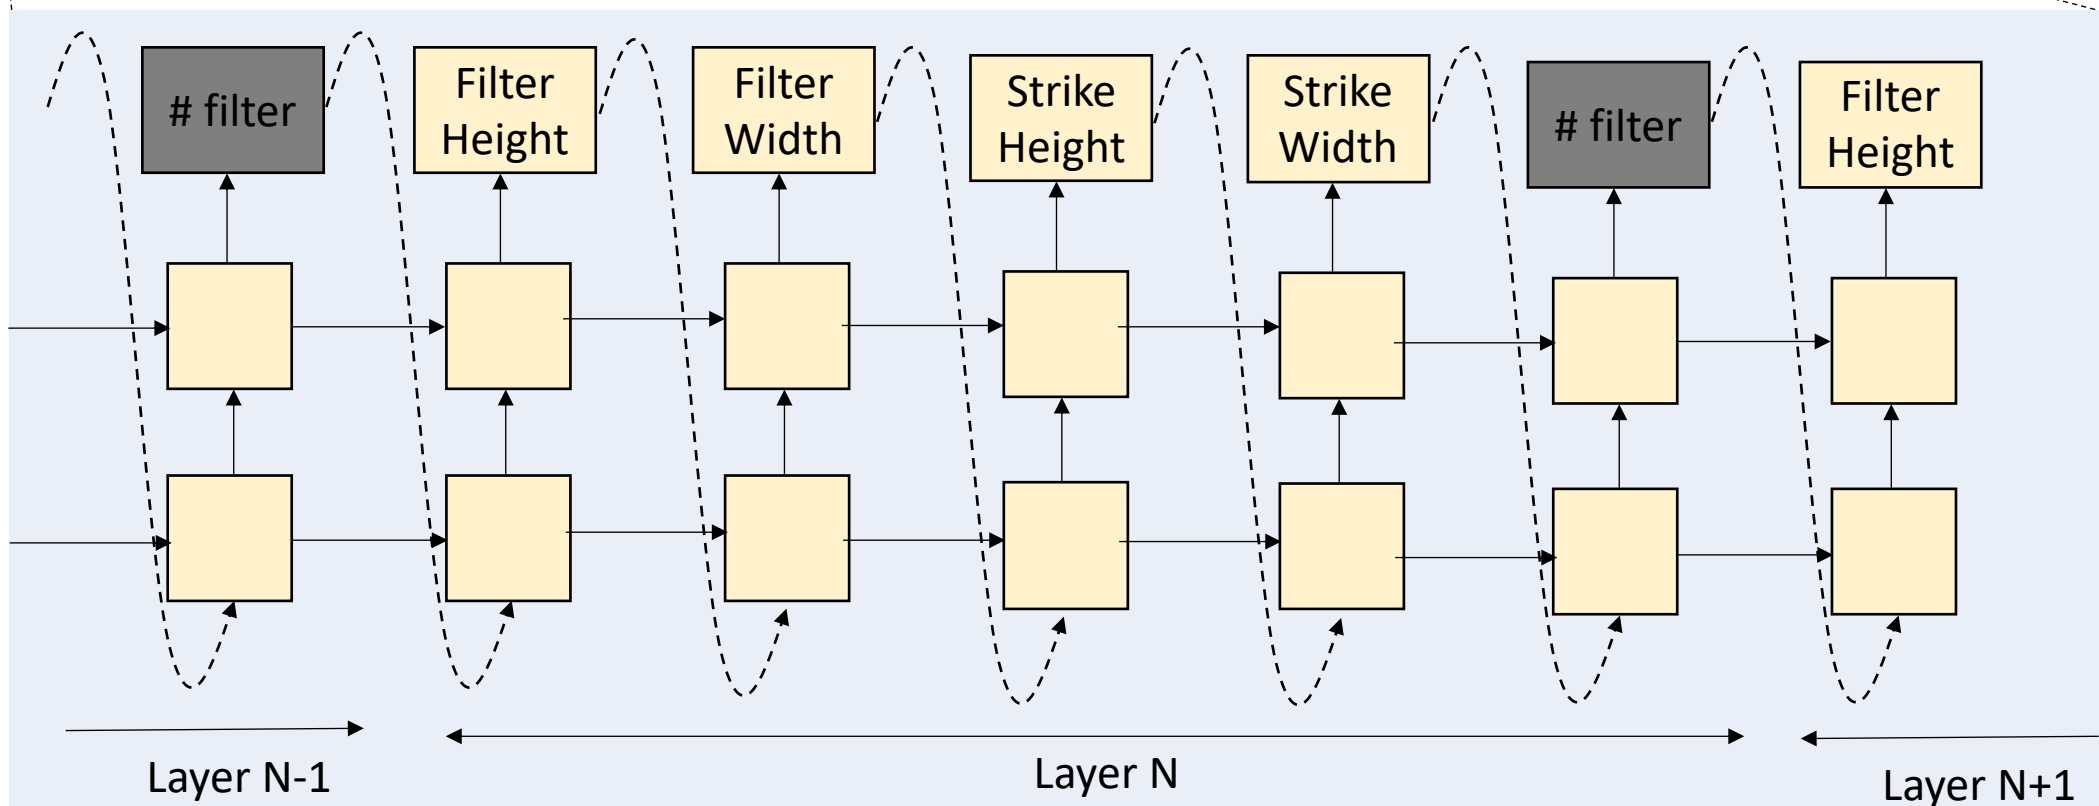 # filter
Filter
Height
Filter
Width
Strike
Height
Strike
Width
# filter
Filter
Height
Layer N-1
Layer N
Layer N+1